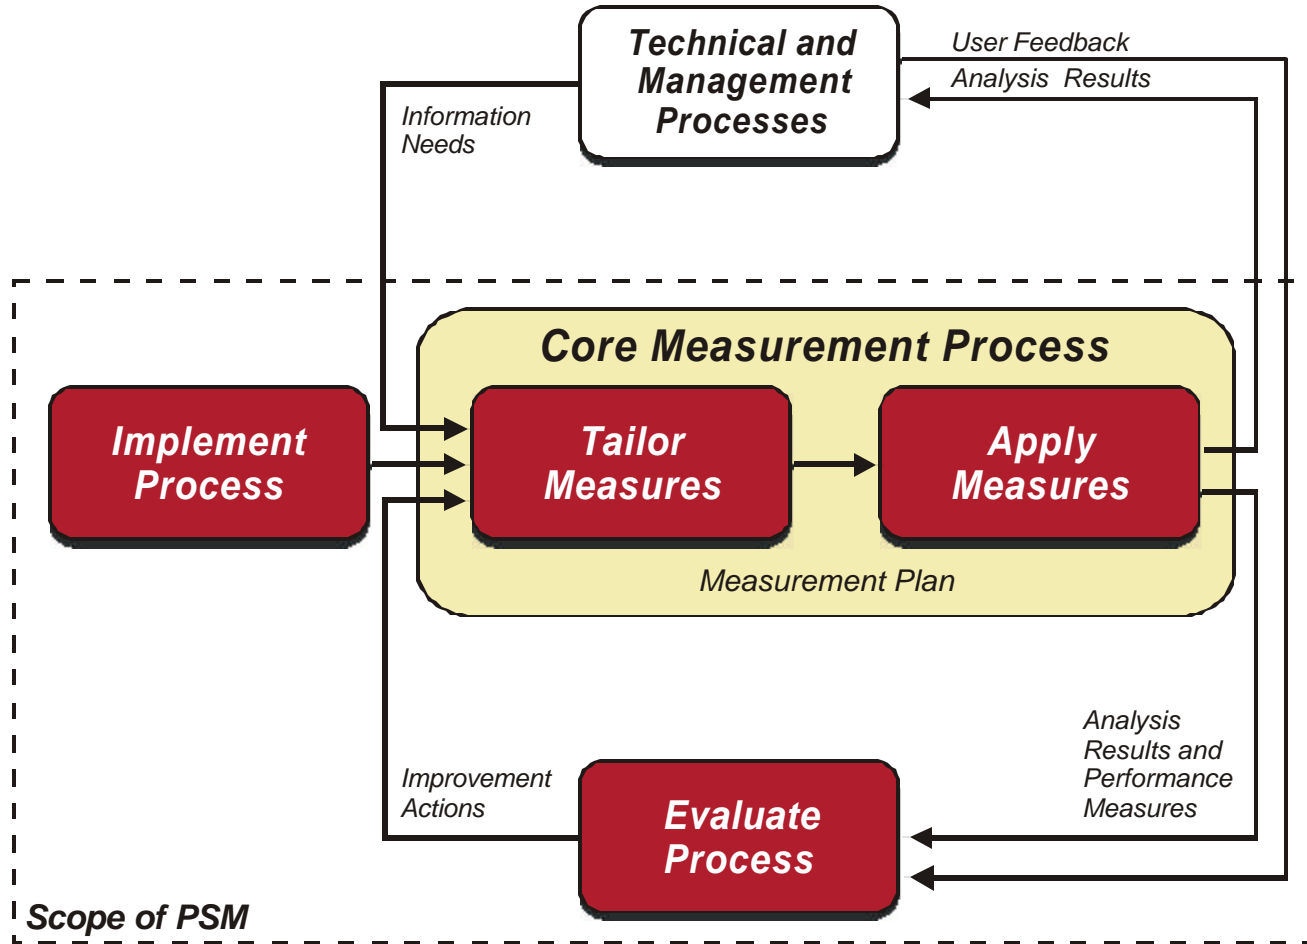 Technical and
Management
Processes
User Feedback
Analysis Results
Information
Needs
Core Measurement Process
Implement
Process
Tailor
Measures
Apply
Measures
Measurement Plan
Improvement
Actions
Evaluate
Process
Analysis
Results and
Performance
Measures
Scope of PSM